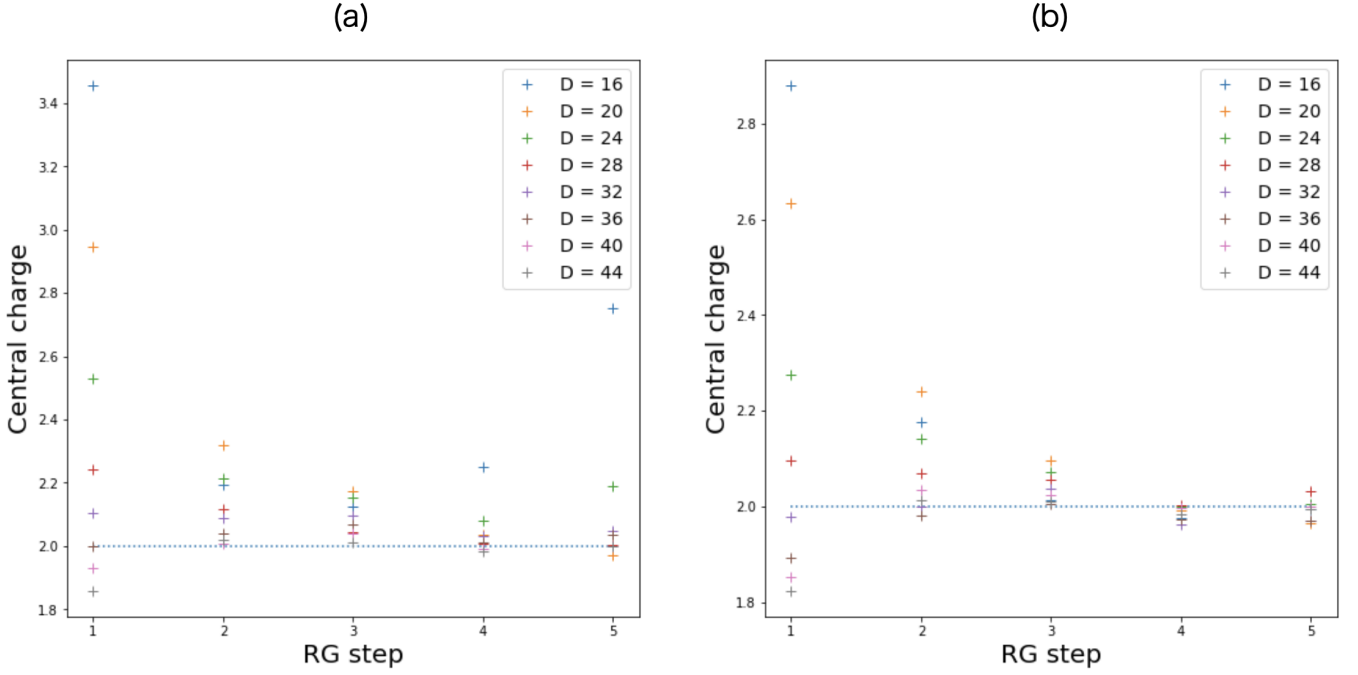 (a)
3.4
3.2
3.0
2.8
2.6
2.4
2.2
2.0
1.8
Central charge
D = 16
D = 20
D = 24
D = 28
D = 32
D = 36
D = 40
D = 44
1 2 3 4 5
RG step
(b)
2.8
2.6
2.4
2.2
2.0
1.8
Central charge
D = 16
D = 20
D = 24
D = 28
D = 32
D = 36
D = 40
D = 44
1 2 3 4 5
RG step